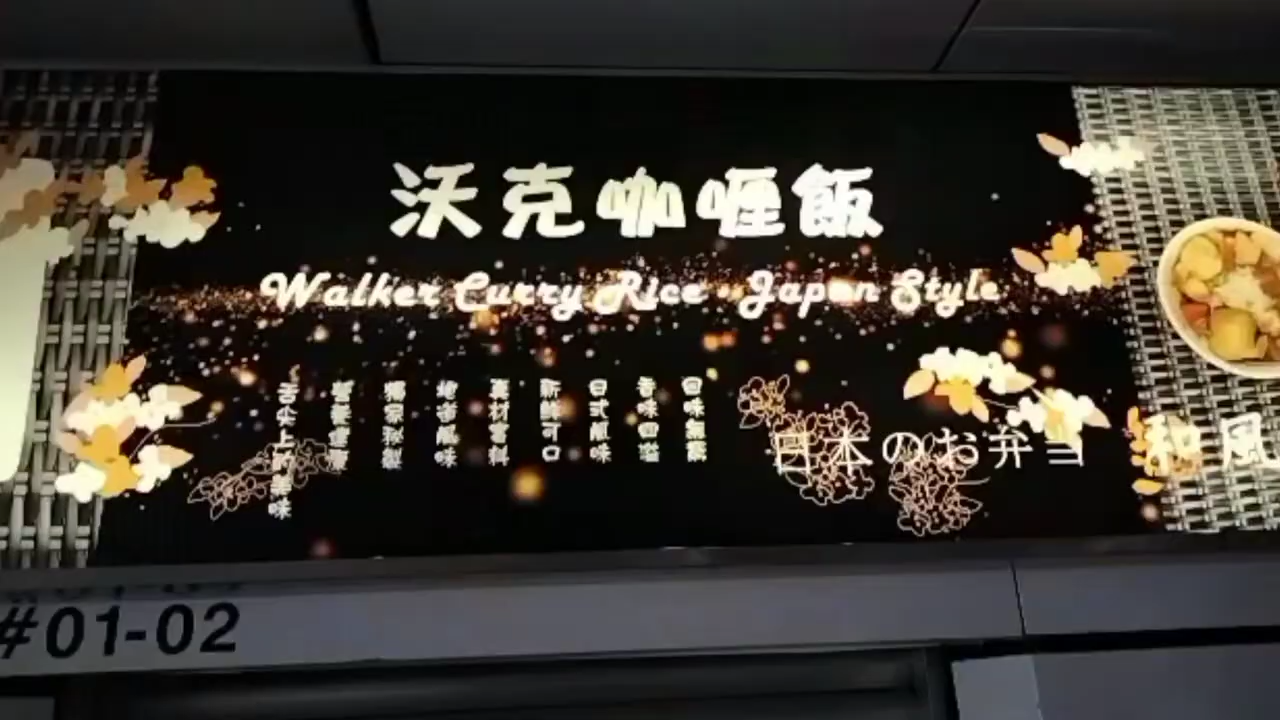 沃克咖喱飯
Walker Curry Rice • Japan Style
回味無窮
香味四溢
日式風味
新鮮可口
真材實料
地道風味
獨家秘製
營養健康
舌尖上的美味
日本のお弁当
和風
#01-02